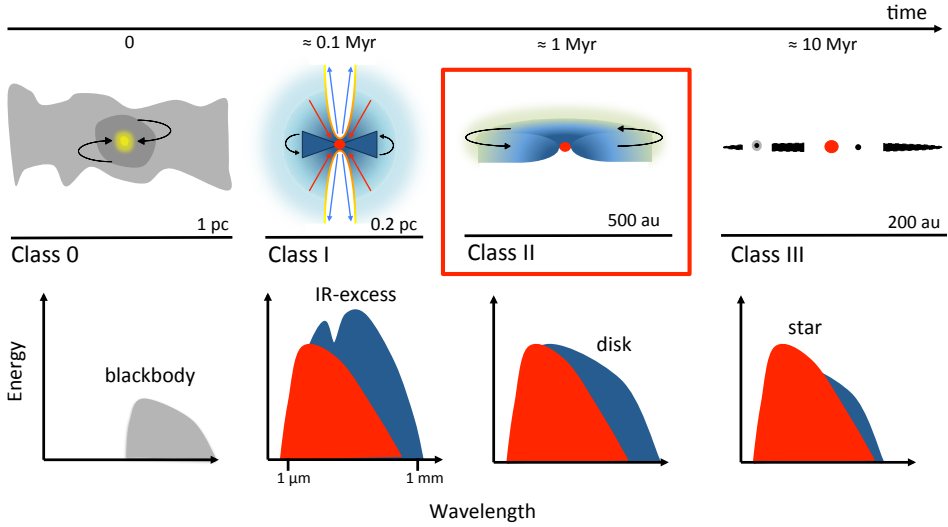 time
0
≈ 0.1 Myr
≈ 1 Myr
≈ 10 Myr
1 pc
0.2 pc
500 au
200 au
Class 0
Class I
Class II
Class III
Energy
blackbody
IR-excess
disk
star
1 μm
1 mm
Wavelength